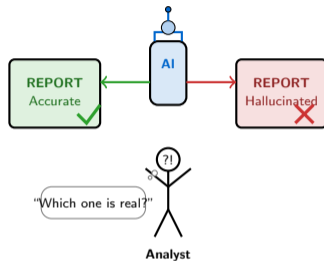 AI
REPORT
Accurate
REPORT
Hallucinated
?!
"Which one is real?"
Analyst